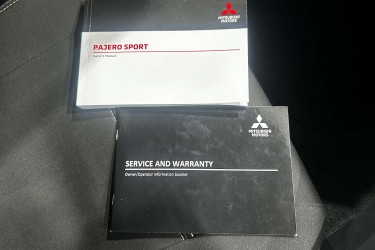 MITSUBISHI
MOTORS
PAJERO SPORT
Owner's Manual
MITSUBISHI
MOTORS
SERVICE AND WARRANTY
Owner/Operator Information booklet